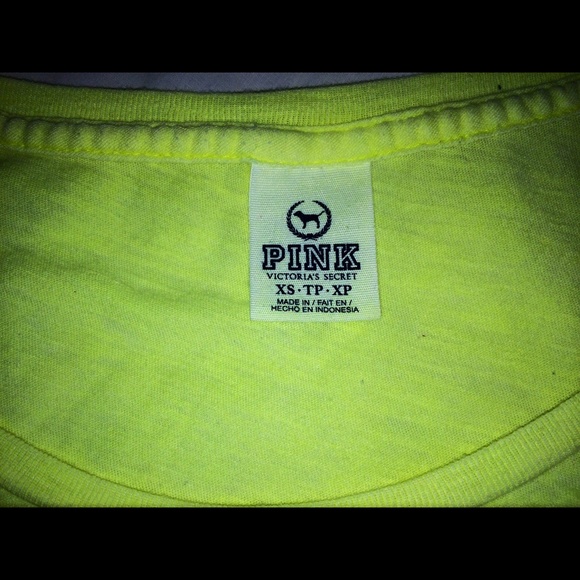 PINK
VICTORIA'S SECRET
XS · TP · XP
MADE IN / FAIT EN /
HECHO EN INDONESIA